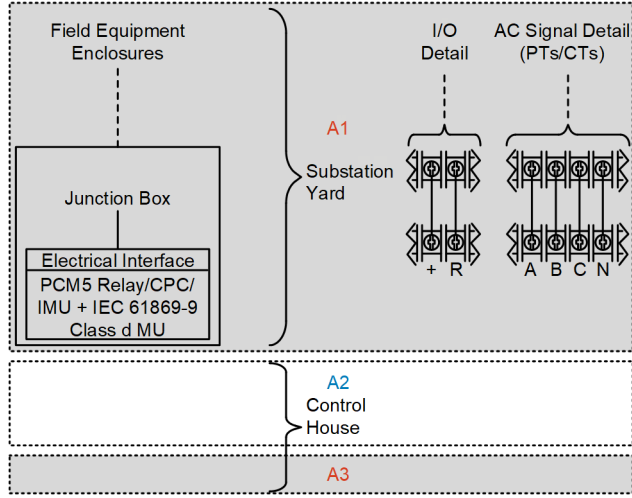 Field Equipment
Enclosures
I/O
Detail
AC Signal Detail
(PTs/CTs)
A1
Substation
Yard
Junction Box
Electrical Interface
PCM5 Relay/CPC/
IMU + IEC 61869-9
Class d MU
+ R
A B C N
A2
Control
House
A3